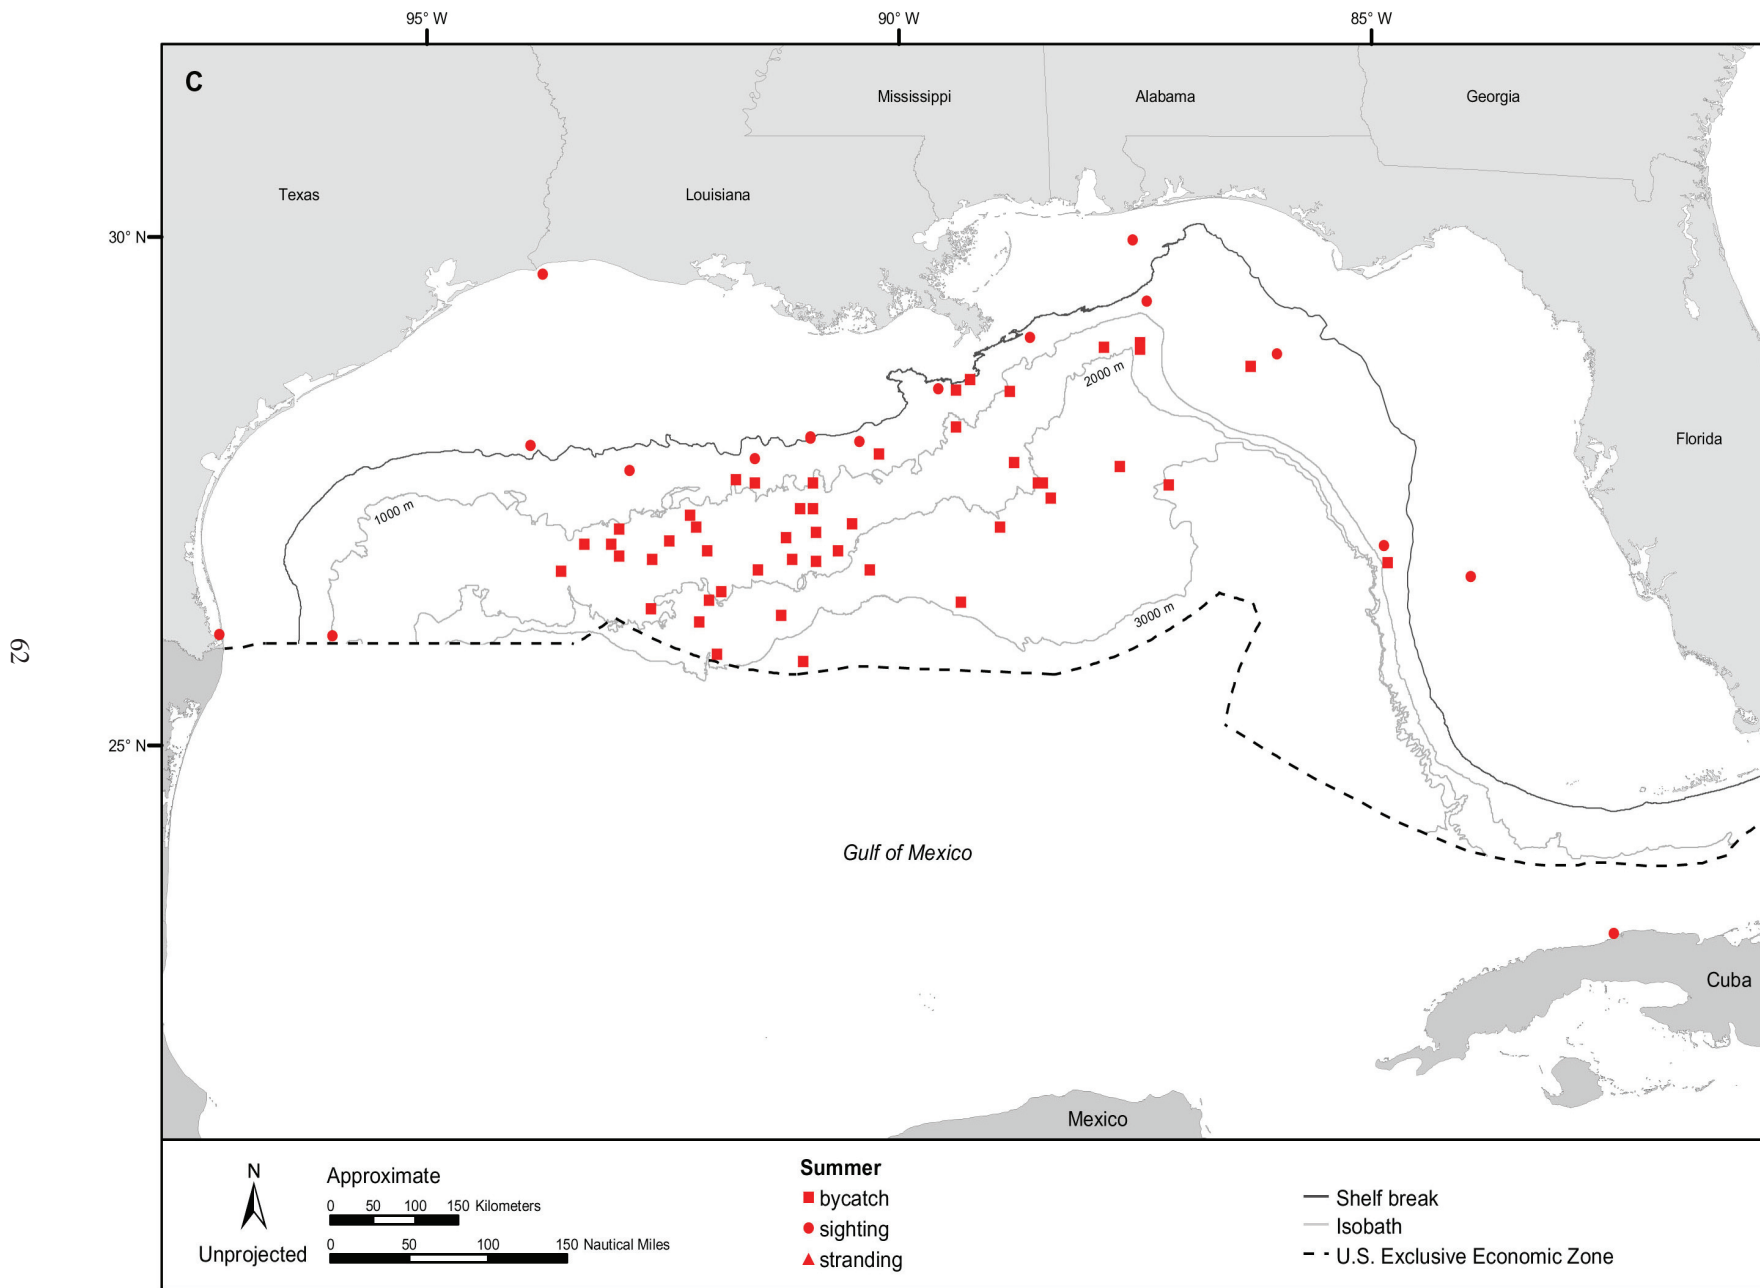 95° W
90° W
85° W
C
Mississippi
Alabama
Georgia
Texas
Louisiana
30° N
2000 m
Florida
1000 m
3000 m
62
25° N
Gulf of Mexico
Cuba
Mexico
N
Unprojected
Approximate
0 50 100 150 Kilometers
0 50 100 150 Nautical Miles
Summer
bycatch
sighting
stranding
Shelf break
Isobath
U.S. Exclusive Economic Zone